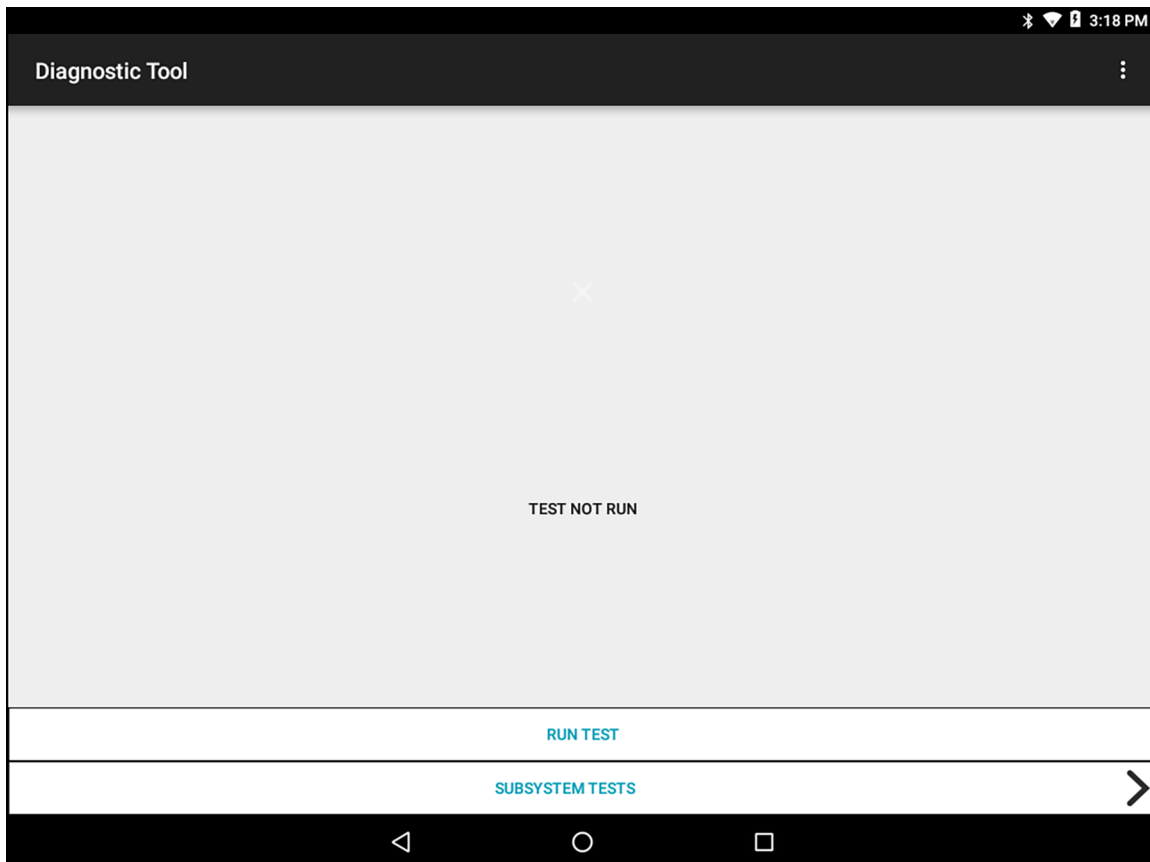 3:18 PM
Diagnostic Tool
TEST NOT RUN
RUN TEST
SUBSYSTEM TESTS